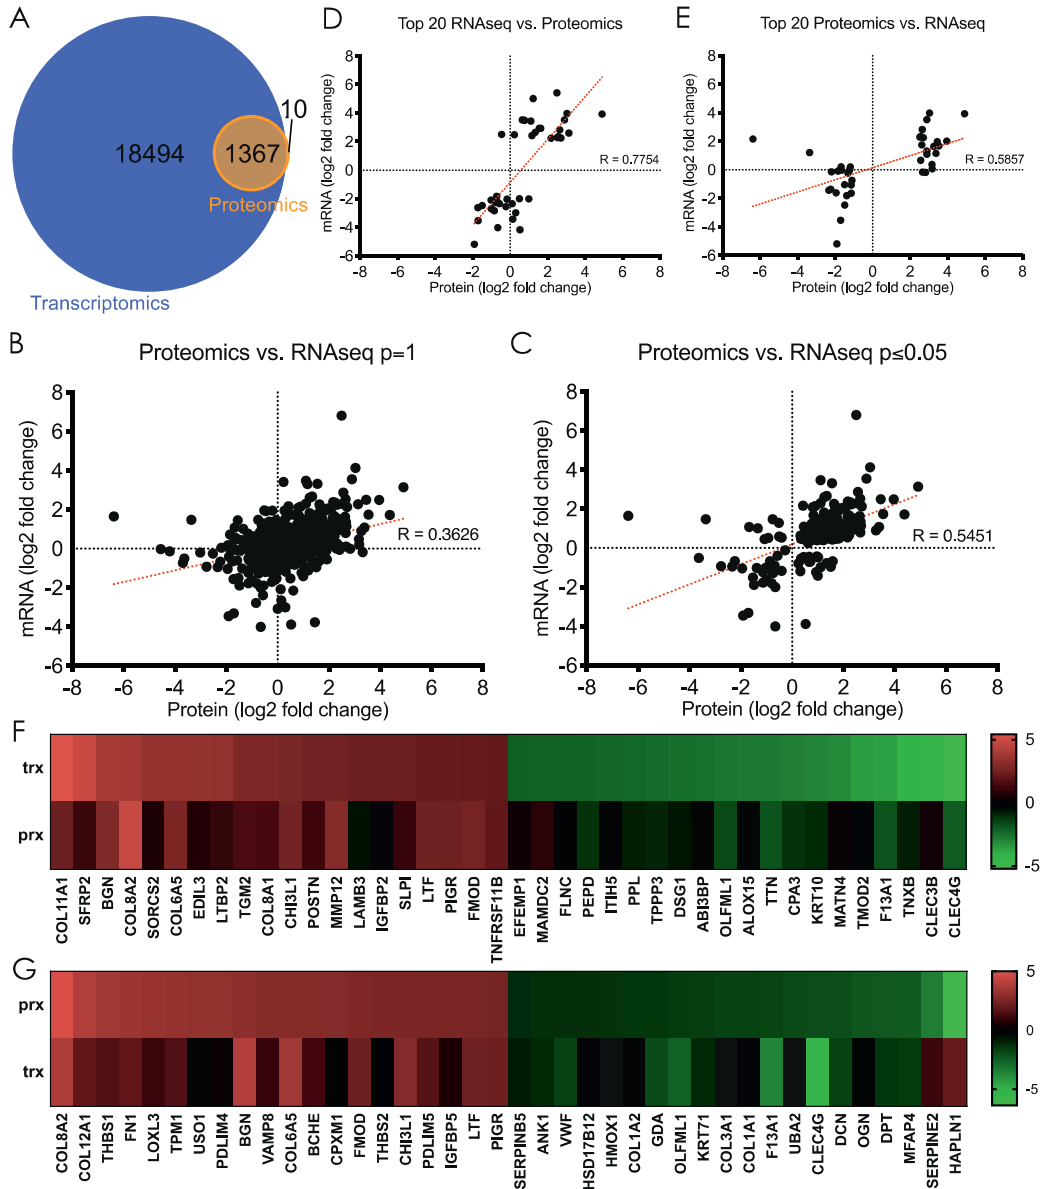 A
18494
1367
10
Proteomics
Transcriptomics
D
Top 20 RNAseq vs. Proteomics
mRNA (log2 fold change)
8
6
4
2
0
-2
-4
-6
R = 0.7754
-8 -6 -4 -2 0 2 4 6 8
Protein (log2 fold change)
E
Top 20 Proteomics vs. RNAseq
mRNA (log2 fold change)
8
6
4
2
0
-2
-4
-6
R = 0.5857
-8 -6 -4 -2 0 2 4 6 8
Protein (log2 fold change)
B
Proteomics vs. RNAseq p=1
mRNA (log2 fold change)
8
6
4
2
0
-2
-4
-6
R = 0.3626
-8 -6 -4 -2 0 2 4 6 8
Protein (log2 fold change)
C
Proteomics vs. RNAseq p≤0.05
mRNA (log2 fold change)
8
6
4
2
0
-2
-4
-6
R = 0.5451
-8 -6 -4 -2 0 2 4 6 8
Protein (log2 fold change)
F
trx
prx
COL11A1
SFRP2
BGN
COL8A2
SORCS2
COL6A5
EDIL3
LTBP2
TGM2
COL8A1
CHI3L1
POSTN
MMP12
LAMB3
IGFBP2
SLPI
LTF
PIGR
FMOD
TNFRSF11B
EFEMP1
MAMDC2
FLNC
PEPD
ITIH5
PPL
TPPP3
DSG1
ABI3BP
OLFML1
ALOX15
TTN
CPA3
KRT10
MATN4
TMOD2
F13A1
TNXB
CLEC3B
CLEC4G
5
0
-5
G
prx
trx
COL8A2
COL12A1
THBS1
FN1
LOXL3
TPM1
USO1
PDLIM4
BGN
VAMP8
COL6A5
BCHE
CPXM1
FMOD
THBS2
CHI3L1
PDLIM5
IGFBP5
LTF
PIGR
SERPINB5
ANK1
VWF
HSD17B12
HMOX1
COL1A2
GDA
OLFML1
KRT71
COL3A1
COL1A1
F13A1
UBA2
CLEC4G
DCN
OGN
DPT
MFAP4
SERPINE2
HAPLN1
5
0
-5